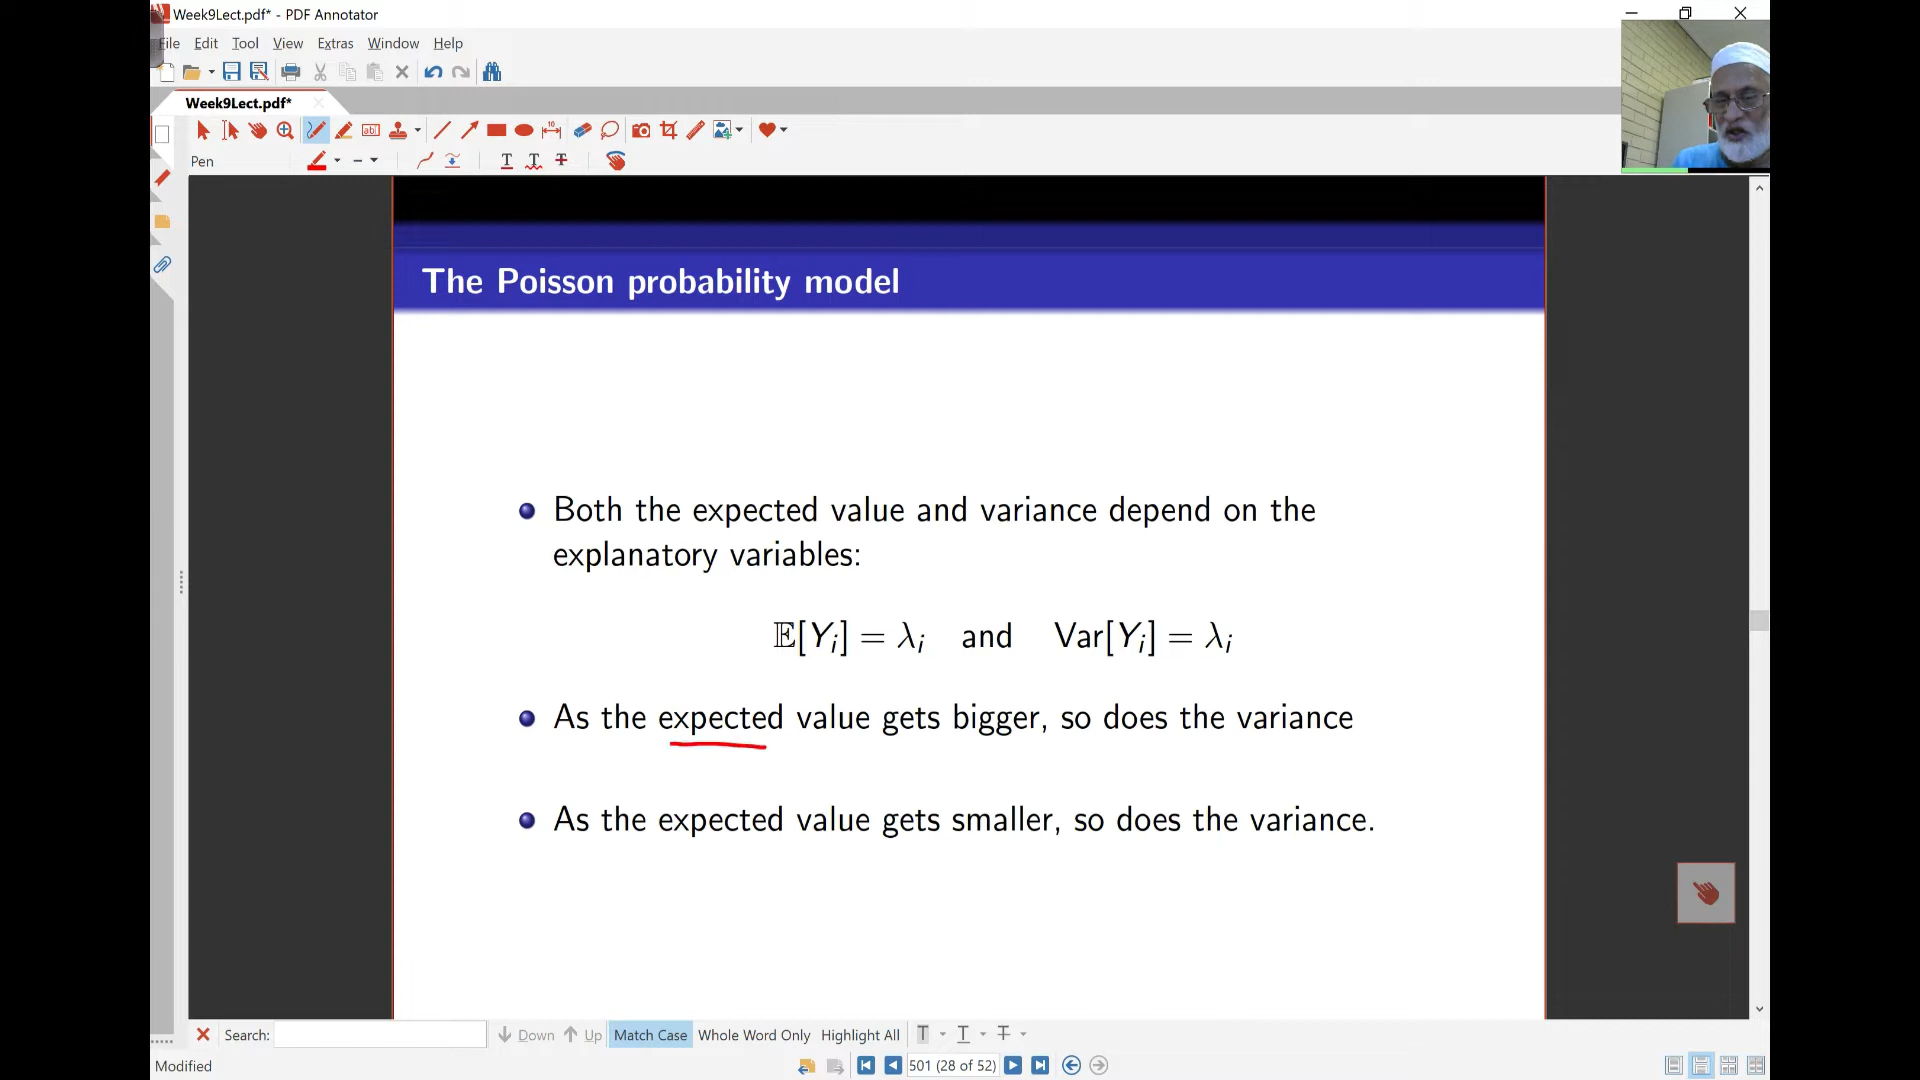 Week9Lect.pdf* - PDF Annotator
File Edit Tool View Extras Window Help
Week9Lect.pdf*
Pen
The Poisson probability model
Both the expected value and variance depend on the
explanatory variables:
𝔼[Yᵢ] = λᵢ and Var[Yᵢ] = λᵢ
As the expected value gets bigger, so does the variance
As the expected value gets smaller, so does the variance.
Search: Down Up Match Case Whole Word Only Highlight All
Modified 501 (28 of 52)